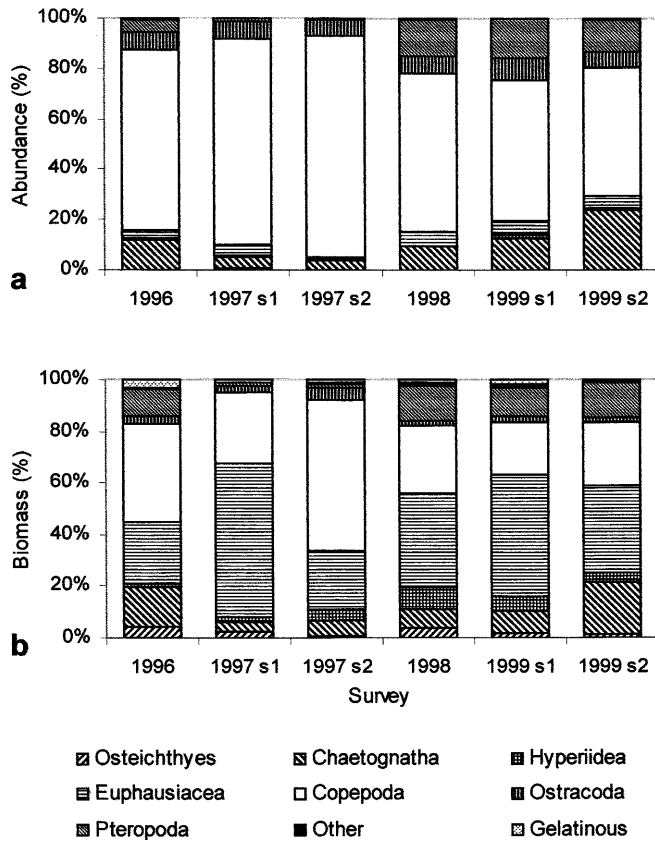 100%
80%
60%
40%
20%
0%
Abundance (%)
a
1996 1997 s1 1997 s2 1998 1999 s1 1999 s2
100%
80%
60%
40%
20%
0%
Biomass (%)
b
1996 1997 s1 1997 s2 1998 1999 s1 1999 s2
Survey
Osteichthyes Chaetognatha Hyperiidea
Euphausiacea Copepoda Ostracoda
Pteropoda Other Gelatinous